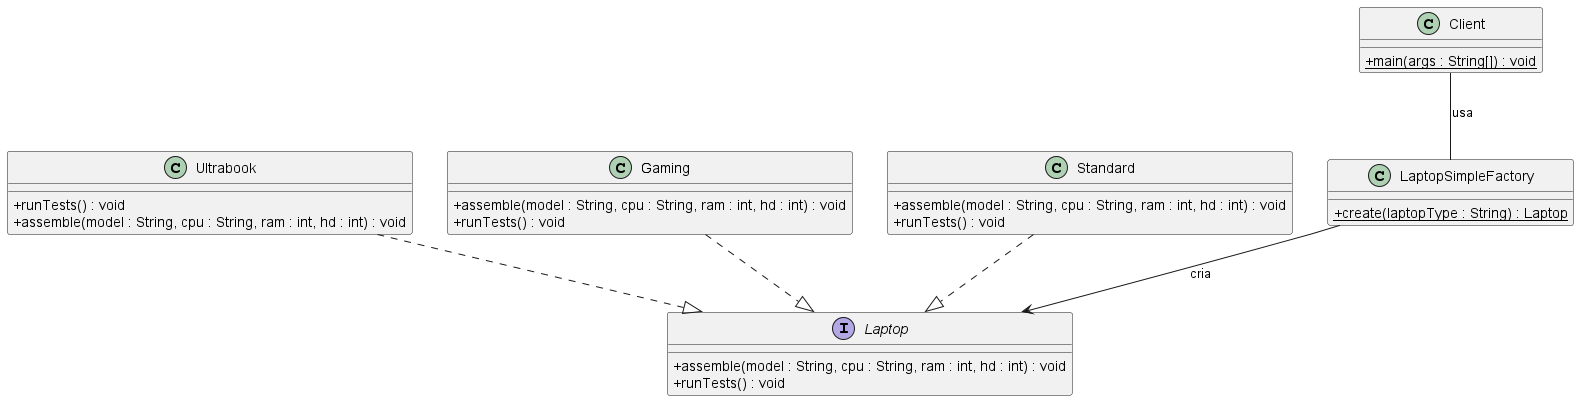 C Client
+main(args : String[]) : void
usa
C Ultrabook
+runTests() : void
+assemble(model : String, cpu : String, ram : int, hd : int) : void
C Gaming
+assemble(model : String, cpu : String, ram : int, hd : int) : void
+runTests() : void
C Standard
+assemble(model : String, cpu : String, ram : int, hd : int) : void
+runTests() : void
C LaptopSimpleFactory
+create(laptopType : String) : Laptop
cria
I Laptop
+assemble(model : String, cpu : String, ram : int, hd : int) : void
+runTests() : void